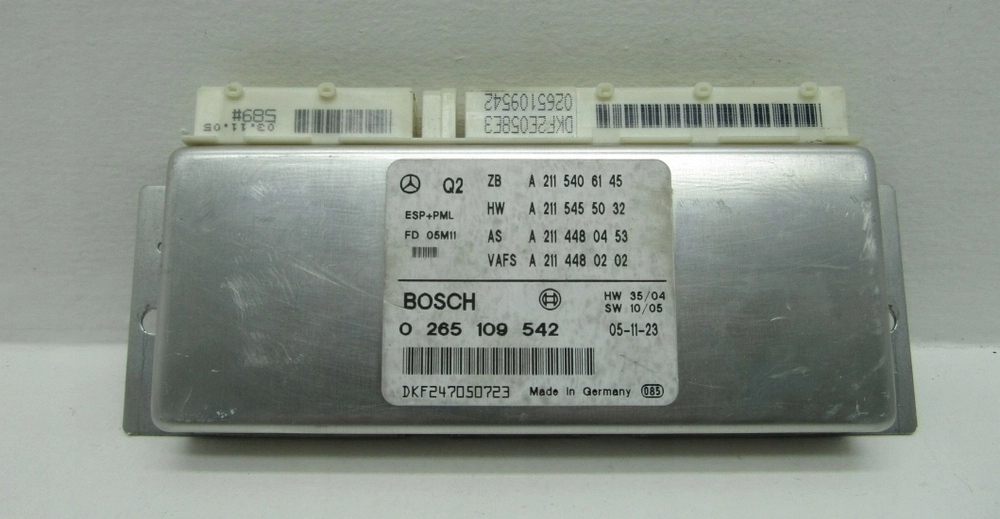 #685
03.11.05
0265109542
DKF2E058E3
Q2
ZB A 211 540 61 45
HW A 211 545 50 32
ESP+PML
FD 05M11
AS A 211 448 04 53
VAFS A 211 448 02 02
BOSCH
HW 35/04
SW 10/05
0 265 109 542
05-11-23
DKF247050723
Made in Germany
085